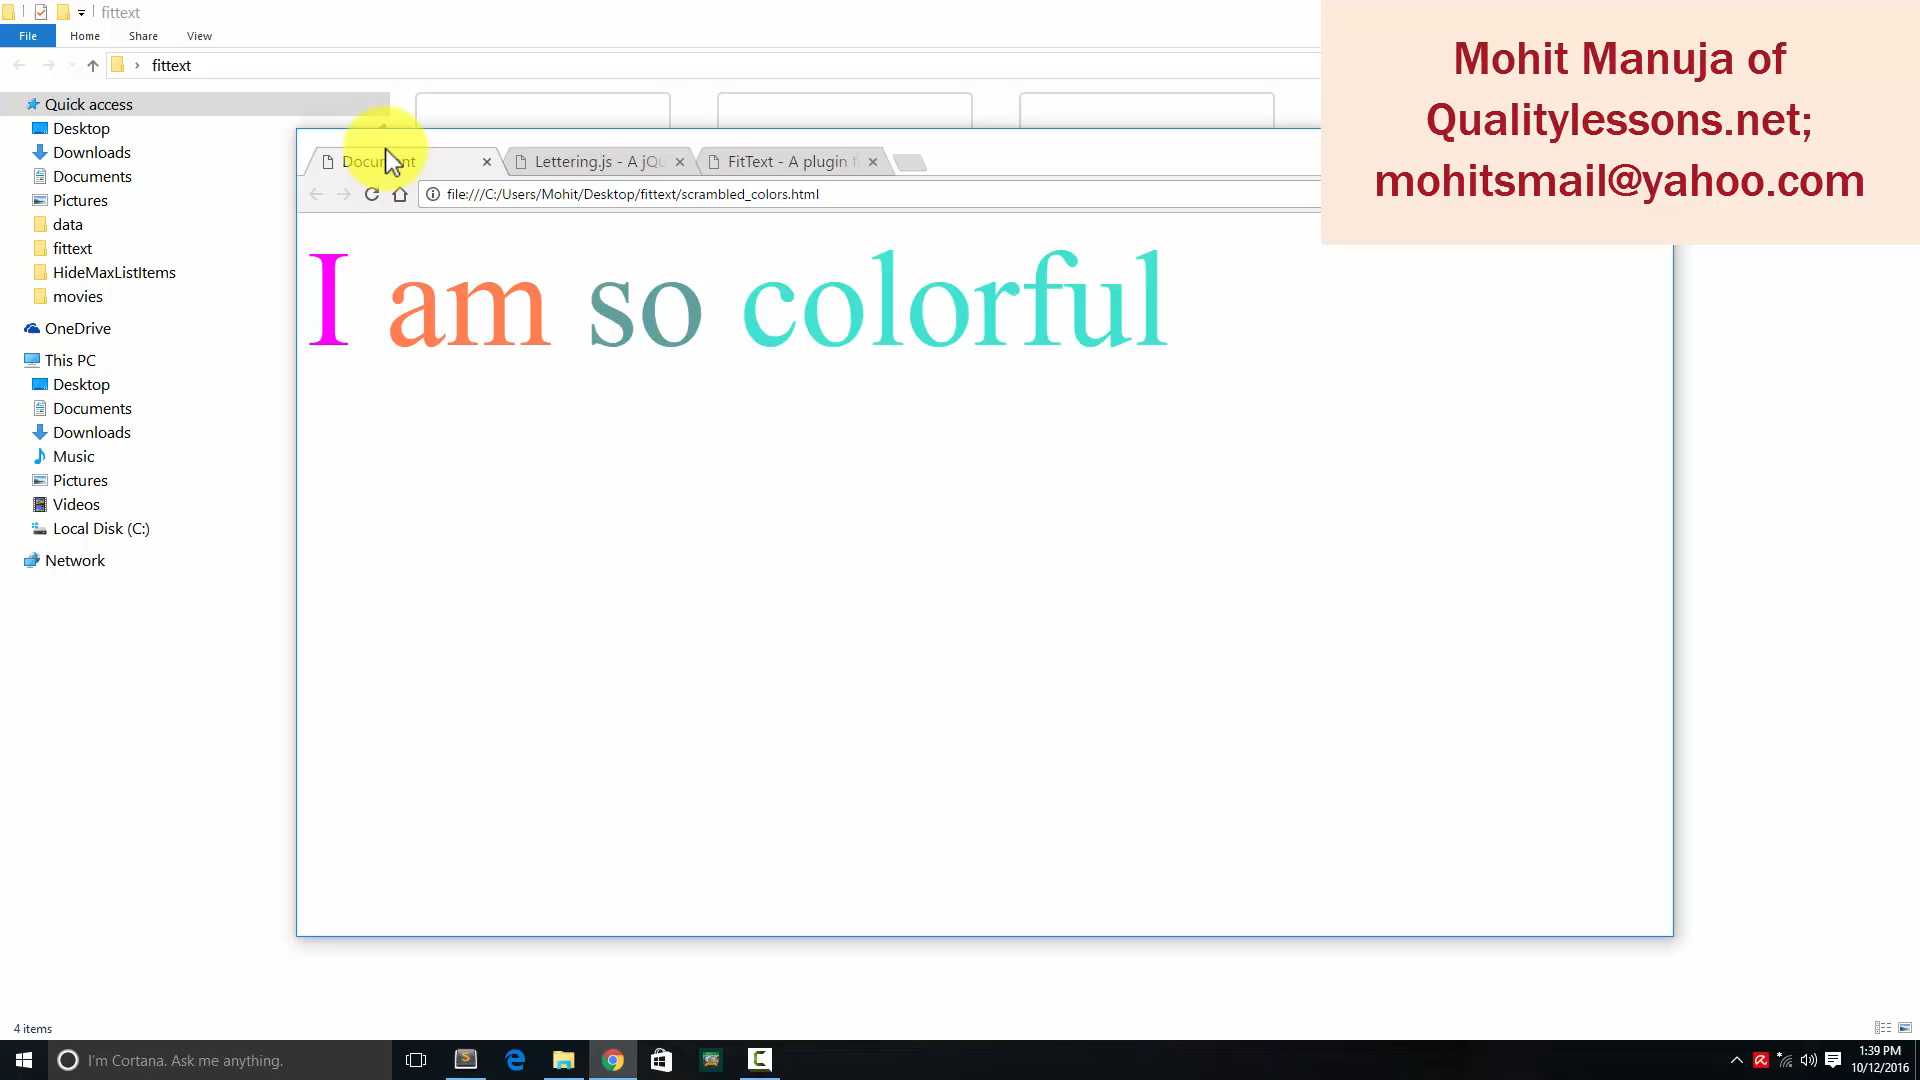 fittext
File Home Share View
fittext
Quick access
Desktop
Downloads
Documents
Pictures
data
fittext
HideMaxListItems
movies
OneDrive
This PC
Desktop
Documents
Downloads
Music
Pictures
Videos
Local Disk (C:)
Network
4 items
Document
Lettering.js - A jQu
FitText - A plugin f
file:///C:/Users/Mohit/Desktop/fittext/scrambled_colors.html
I am so colorful
Mohit Manuja of
Qualitylessons.net;
mohitsmail@yahoo.com
I'm Cortana. Ask me anything.
1:39 PM
10/12/2016